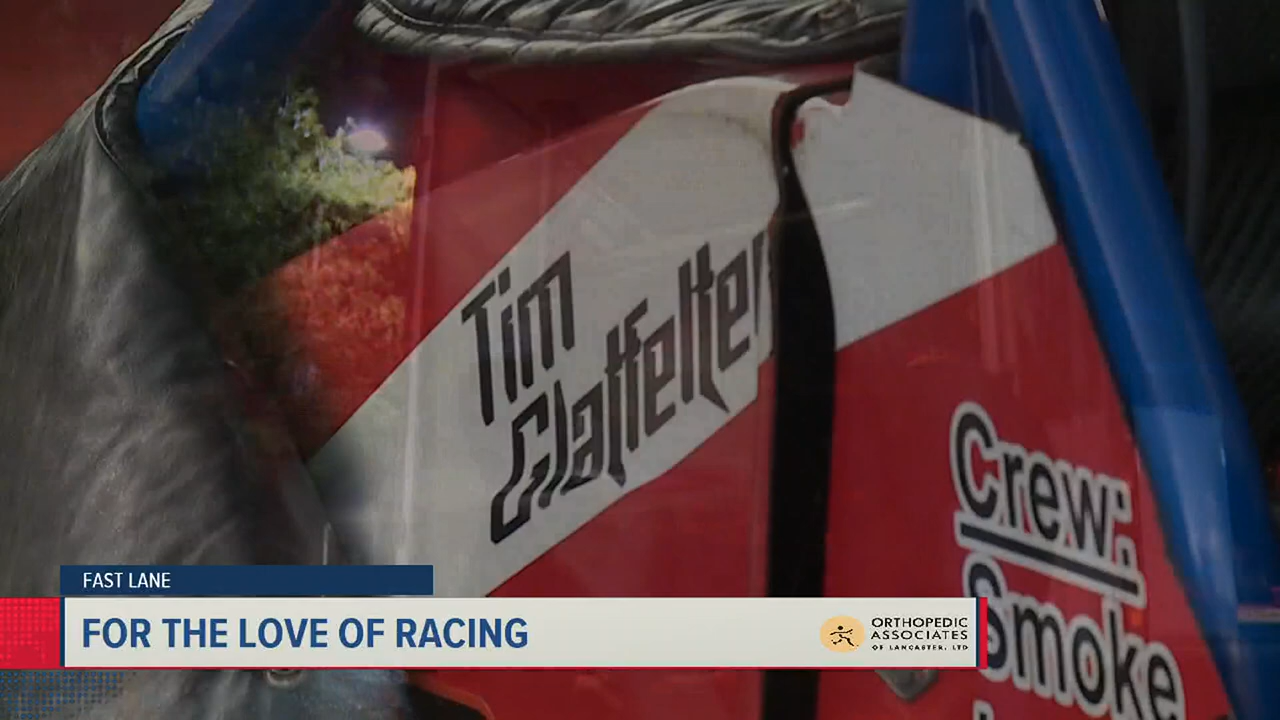 Tim
Glatfelter
Crew:
Smoke
FAST LANE
FOR THE LOVE OF RACING
ORTHOPEDIC
ASSOCIATES
OF LANCASTER, LTD